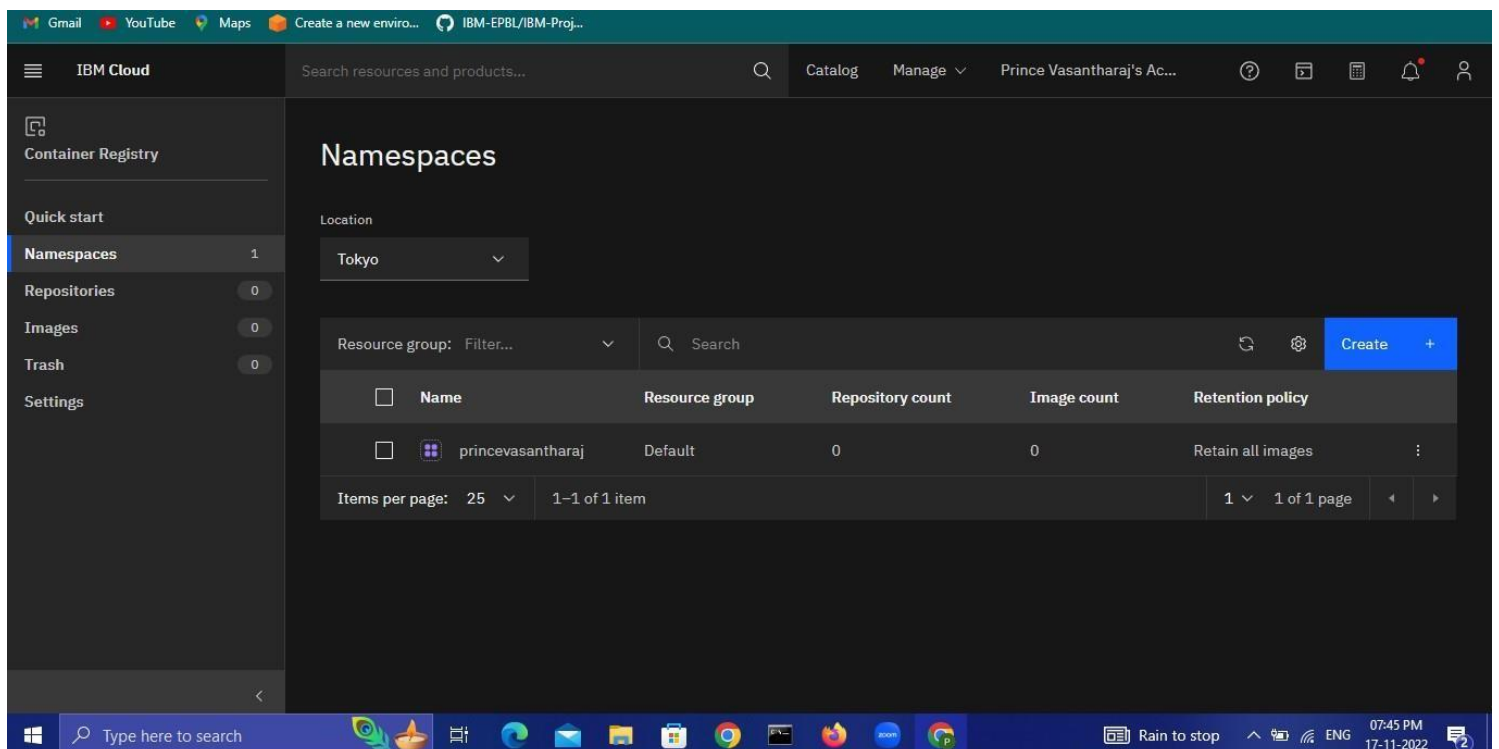 Gmail YouTube Maps Create a new enviro... IBM-EPBL/IBM-Proj...
IBM Cloud Search resources and products... Catalog Manage Prince Vasantharaj's Ac...
Container Registry
Quick start
Namespaces 1
Repositories 0
Images 0
Trash 0
Settings
Namespaces
Location
Tokyo
Resource group: Filter... Search Create +
Name Resource group Repository count Image count Retention policy
princevasantharaj Default 0 0 Retain all images
Items per page: 25 1–1 of 1 item 1 1 of 1 page
Type here to search zoom P Rain to stop ENG 07:45 PM
17-11-2022 2